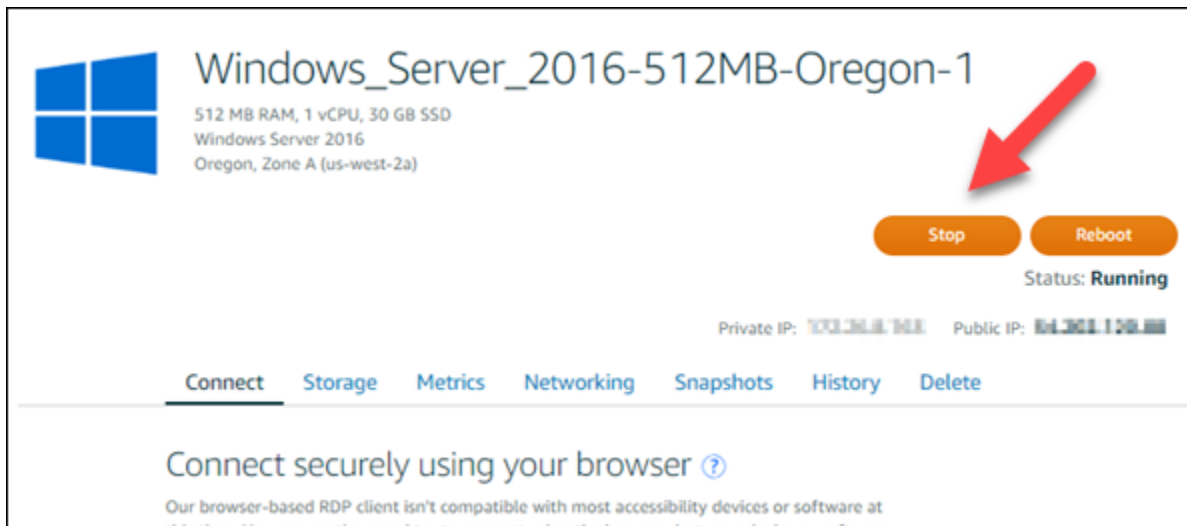 Windows_Server_2016-512MB-Oregon-1
512 MB RAM, 1 vCPU, 30 GB SSD
Windows Server 2016
Oregon, Zone A (us-west-2a)
Stop Reboot
Status: Running
Private IP: Public IP:
Connect Storage Metrics Networking Snapshots History Delete
Connect securely using your browser ?
Our browser-based RDP client isn't compatible with most accessibility devices or software at